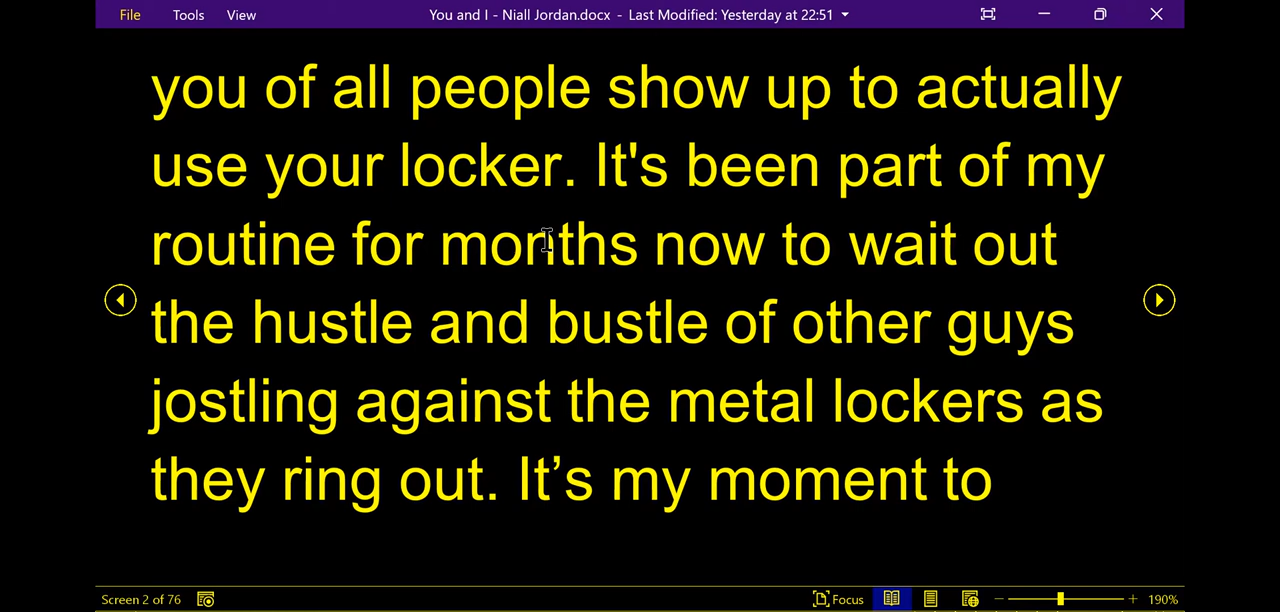 File Tools View You and I - Niall Jordan.docx - Last Modified: Yesterday at 22:51
you of all people show up to actually
use your locker. It's been part of my
routine for months now to wait out
the hustle and bustle of other guys
jostling against the metal lockers as
they ring out. It’s my moment to
Screen 2 of 76 Focus 190%